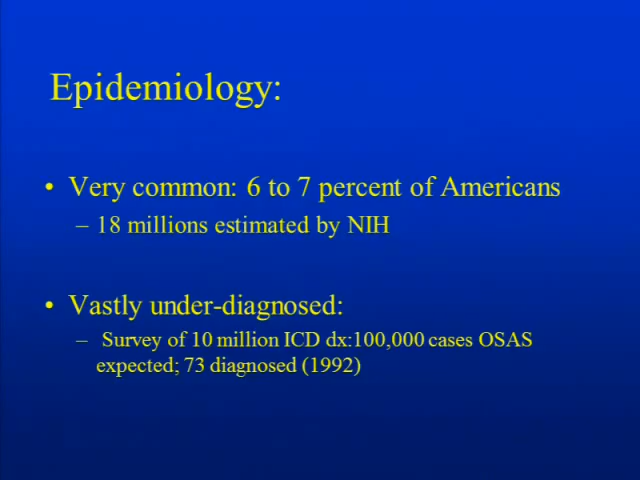 Epidemiology:
• Very common: 6 to 7 percent of Americans
– 18 millions estimated by NIH
• Vastly under-diagnosed:
– Survey of 10 million ICD dx:100,000 cases OSAS
expected; 73 diagnosed (1992)